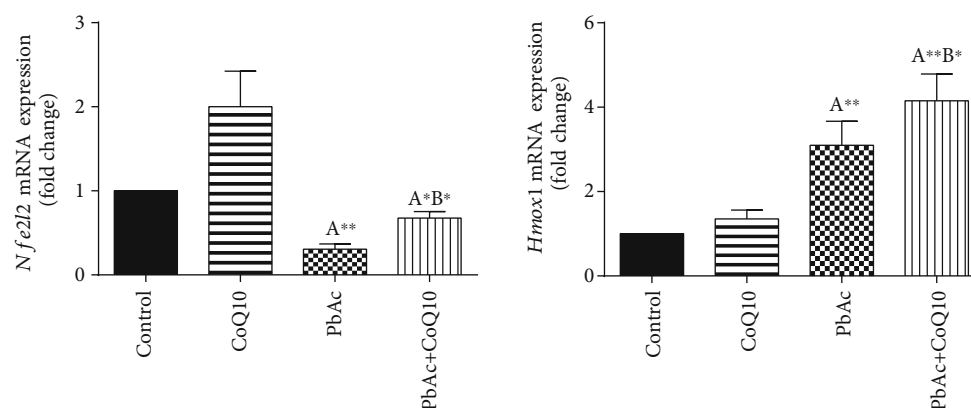 Nfe2l2 mRNA expression
(fold change)
3
2
1
0
A**
A*B*
Control
CoQ10
PbAc
PbAc+CoQ10
Hmox1 mRNA expression
(fold change)
6
4
2
0
A**
A**B*
Control
CoQ10
PbAc
PbAc+CoQ10